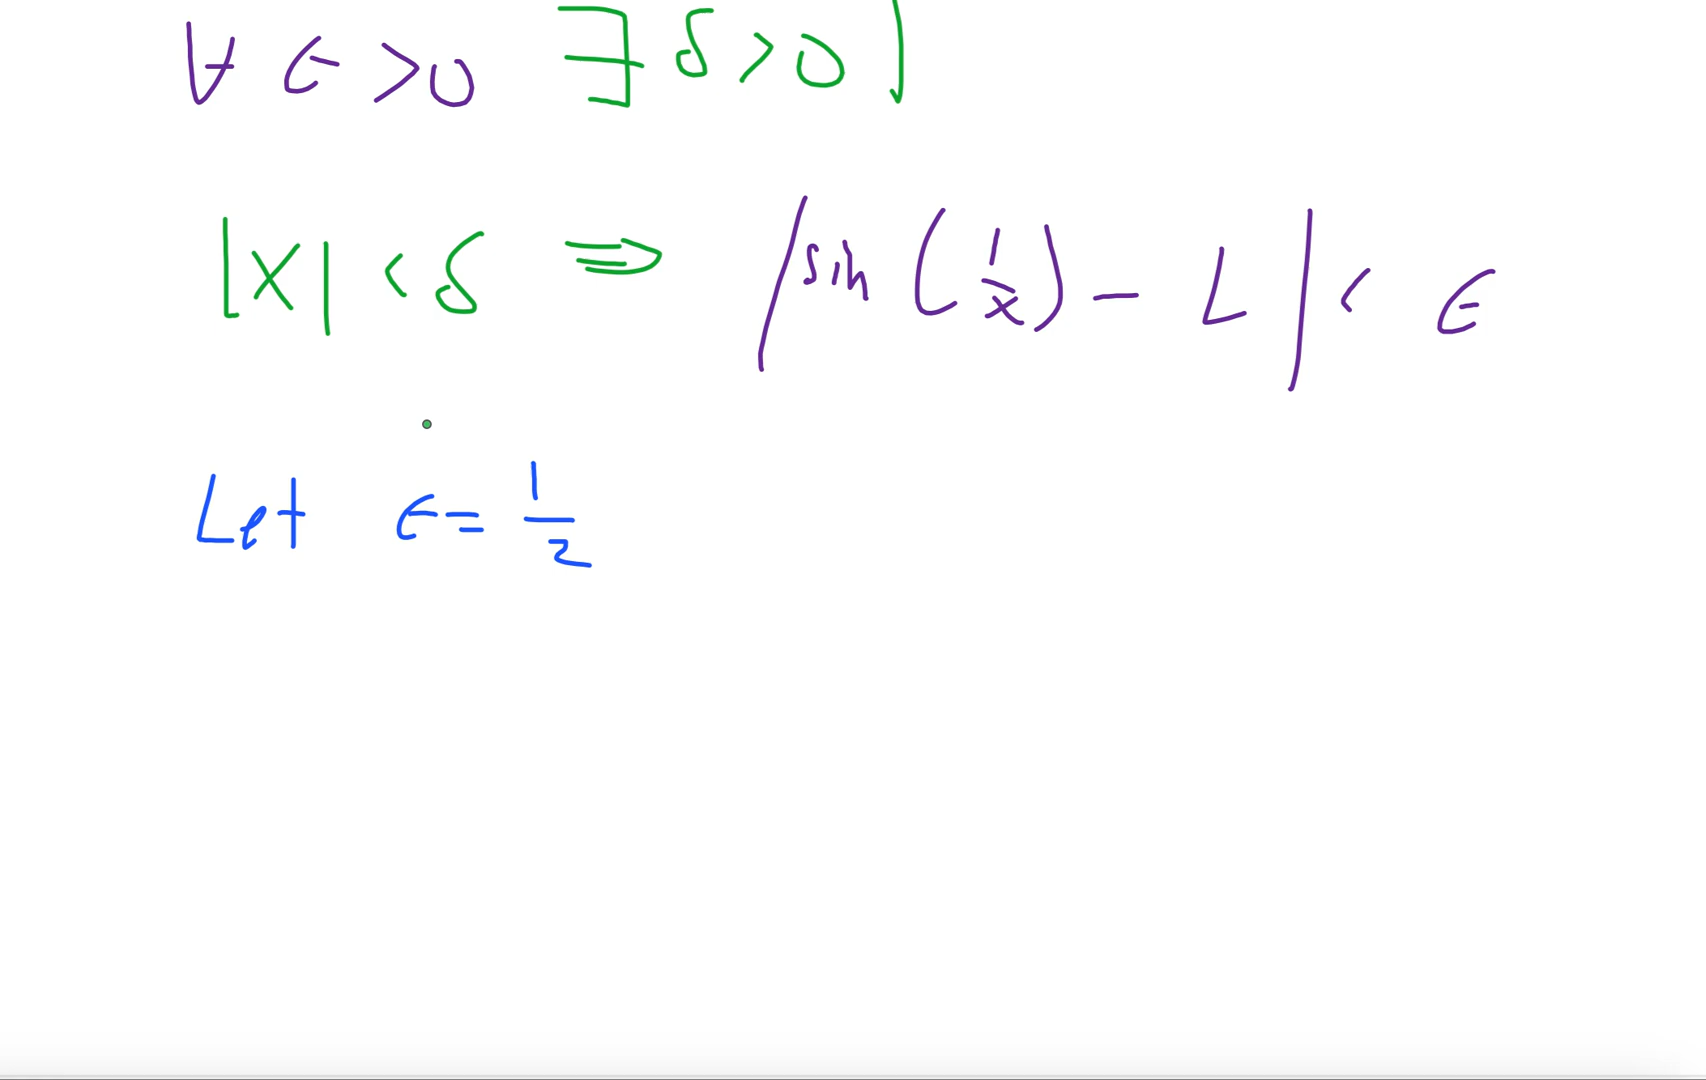 ∀ ϵ > 0 ∃ δ > 0 )
|x| < δ ⇒ |sin(1/x) - L| < ϵ
Let ϵ = 1/2